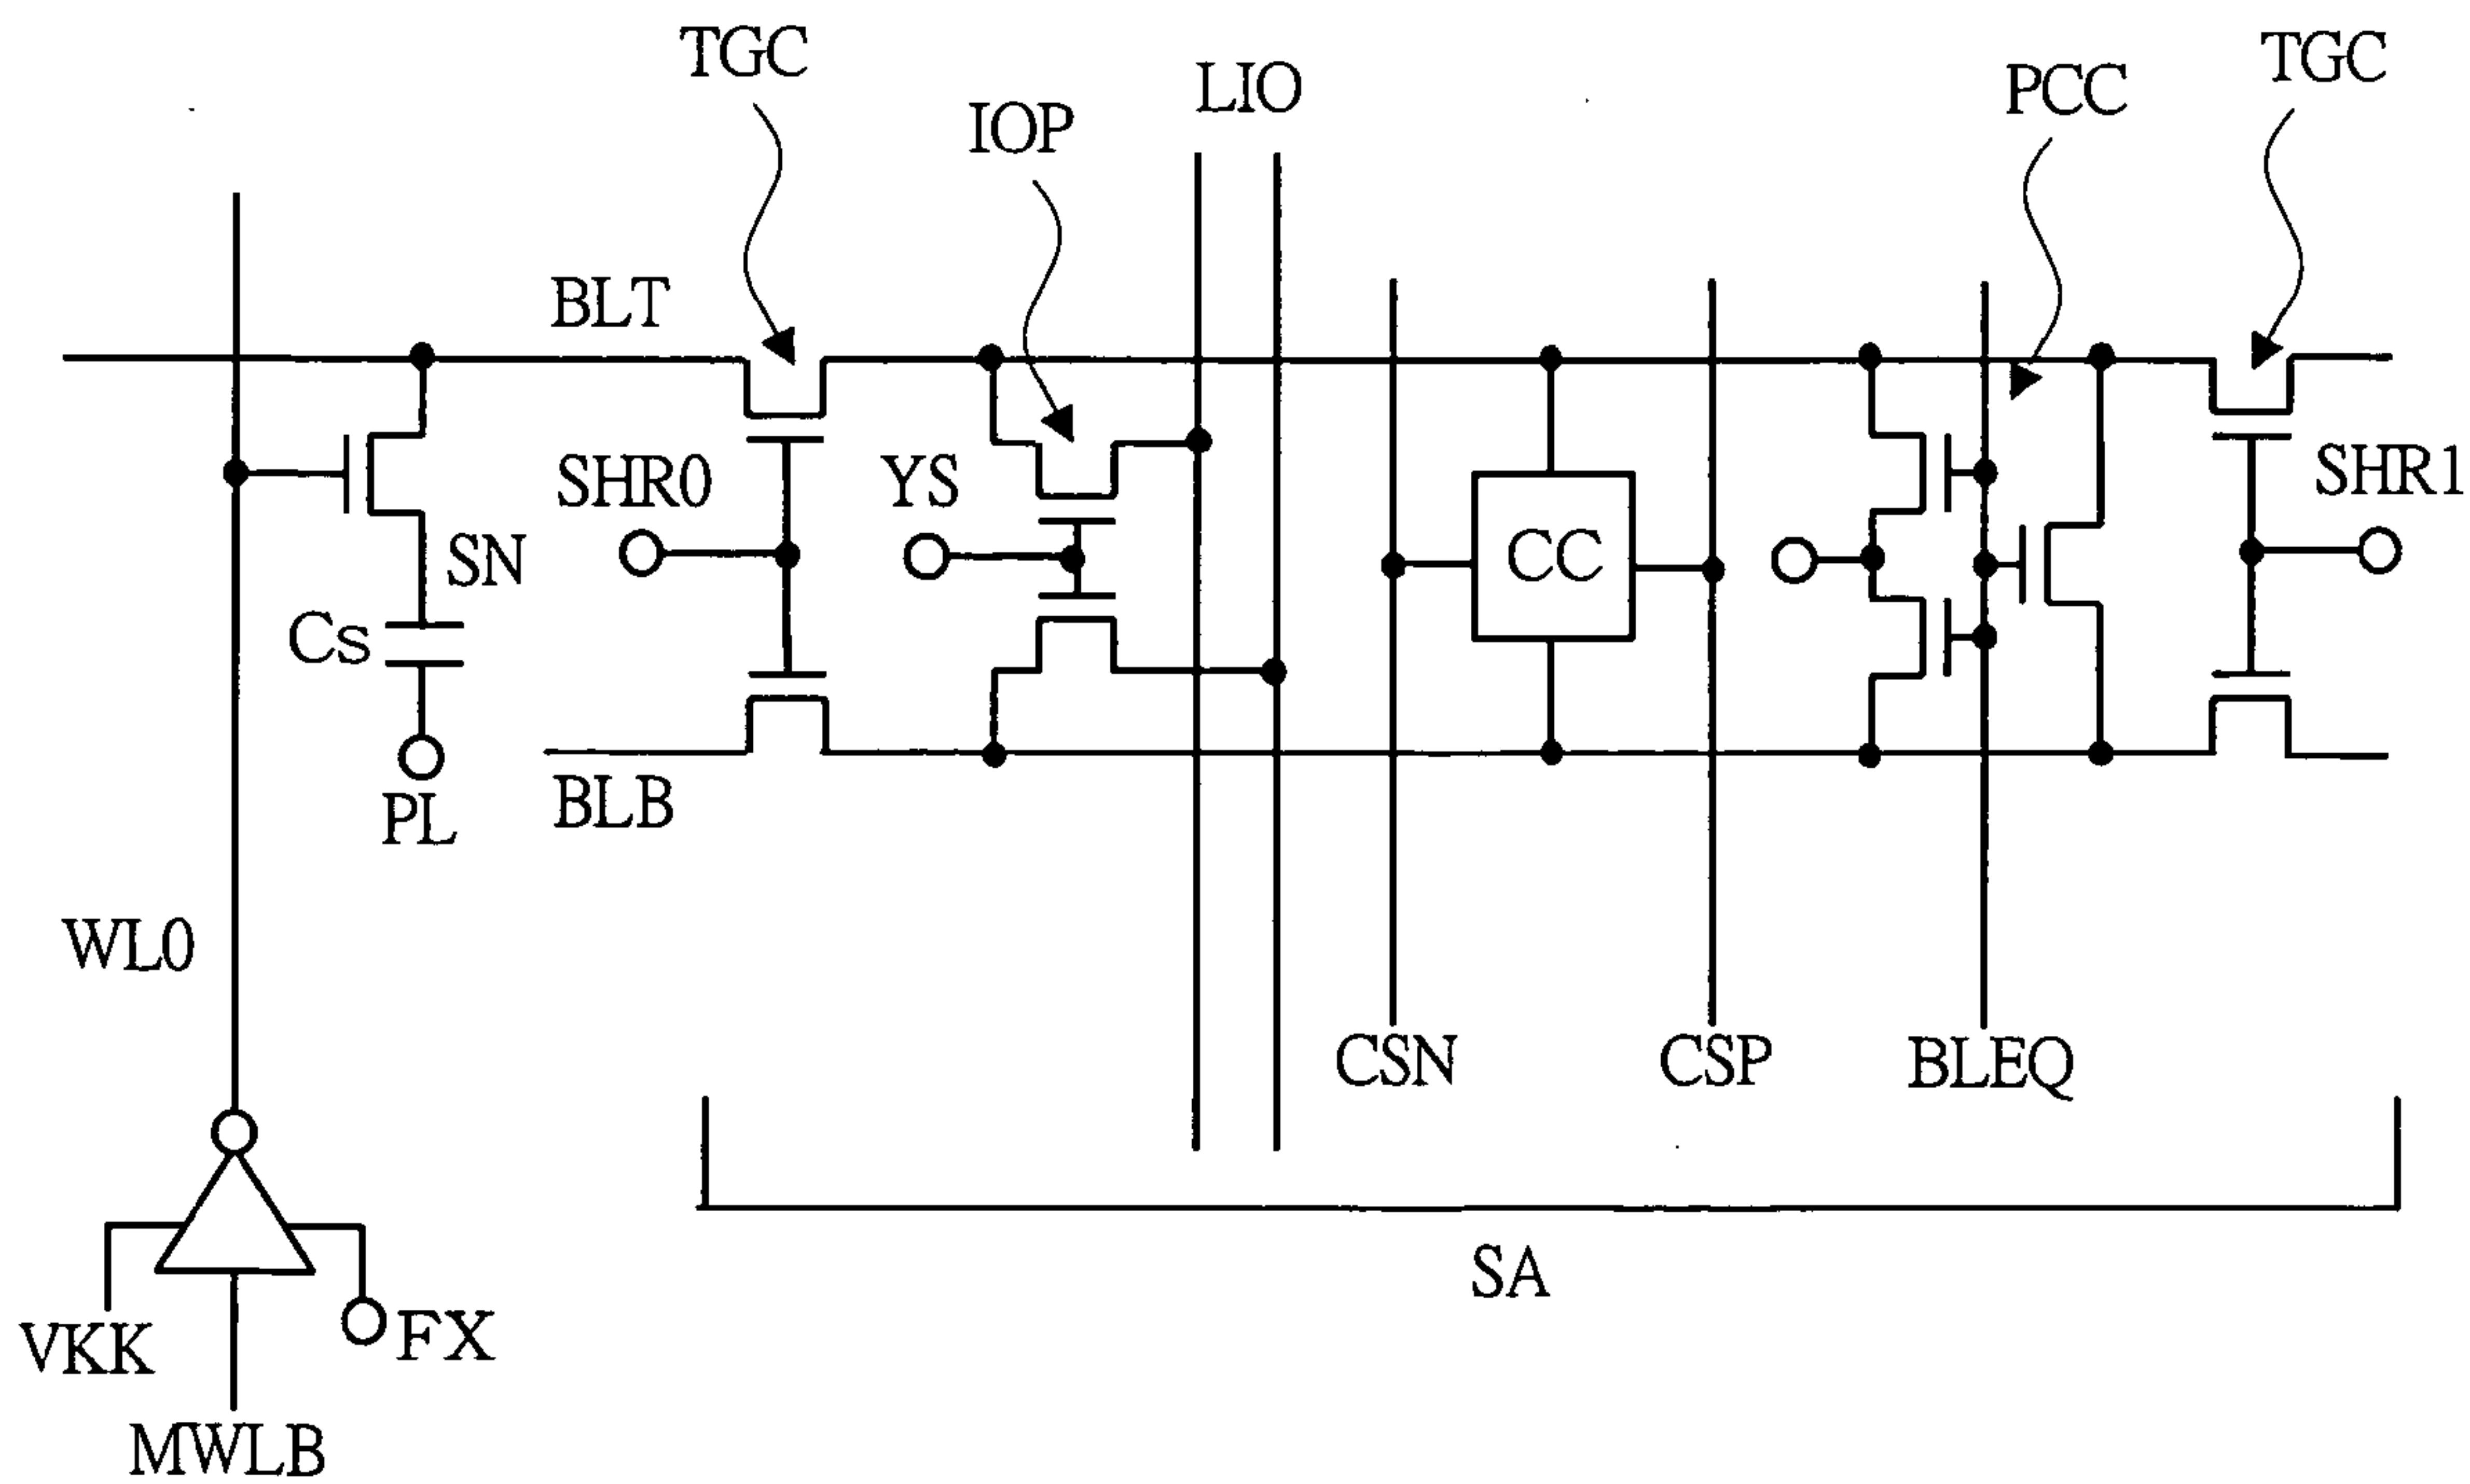 TGC
TGC
LIO
PCC
IOP
BLT
SHR0
YS
SHR1
SN
CC
Cs
PL
BLB
WL0
CSN
CSP
BLEQ
SA
VKK
FX
MWLB